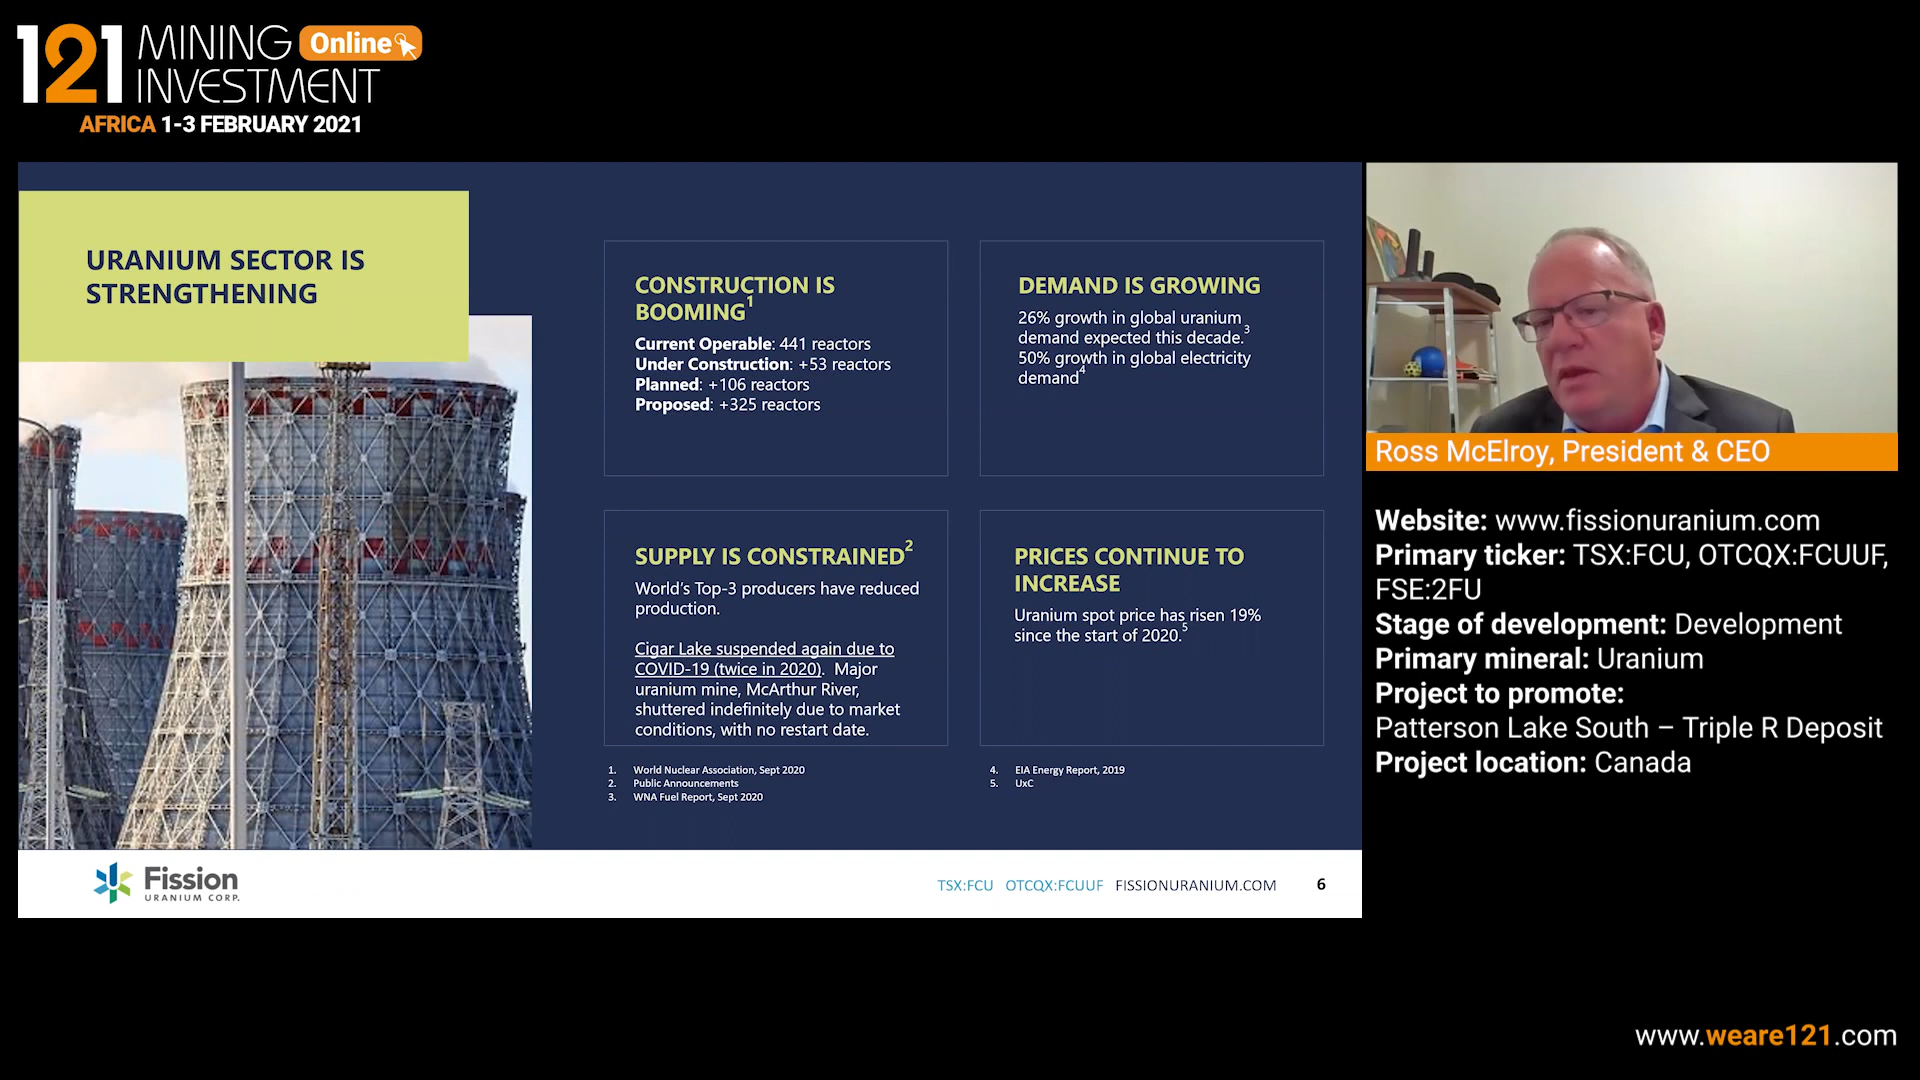 121 MINING Online
INVESTMENT
AFRICA 1-3 FEBRUARY 2021
URANIUM SECTOR IS
STRENGTHENING
CONSTRUCTION IS
BOOMING1
Current Operable: 441 reactors
Under Construction: +53 reactors
Planned: +106 reactors
Proposed: +325 reactors
DEMAND IS GROWING
26% growth in global uranium
demand expected this decade.3
50% growth in global electricity
demand4
SUPPLY IS CONSTRAINED2
World's Top-3 producers have reduced
production.
Cigar Lake suspended again due to
COVID-19 (twice in 2020). Major
uranium mine, McArthur River,
shuttered indefinitely due to market
conditions, with no restart date.
PRICES CONTINUE TO
INCREASE
Uranium spot price has risen 19%
since the start of 2020.5
1. World Nuclear Association, Sept 2020
2. Public Announcements
3. WNA Fuel Report, Sept 2020
4. EIA Energy Report, 2019
5. UxC
Fission
URANIUM CORP.
TSX:FCU OTCQX:FCUUF FISSIONURANIUM.COM 6
Ross McElroy, President & CEO
Website: www.fissionuranium.com
Primary ticker: TSX:FCU, OTCQX:FCUUF,
FSE:2FU
Stage of development: Development
Primary mineral: Uranium
Project to promote:
Patterson Lake South – Triple R Deposit
Project location: Canada
www.weare121.com